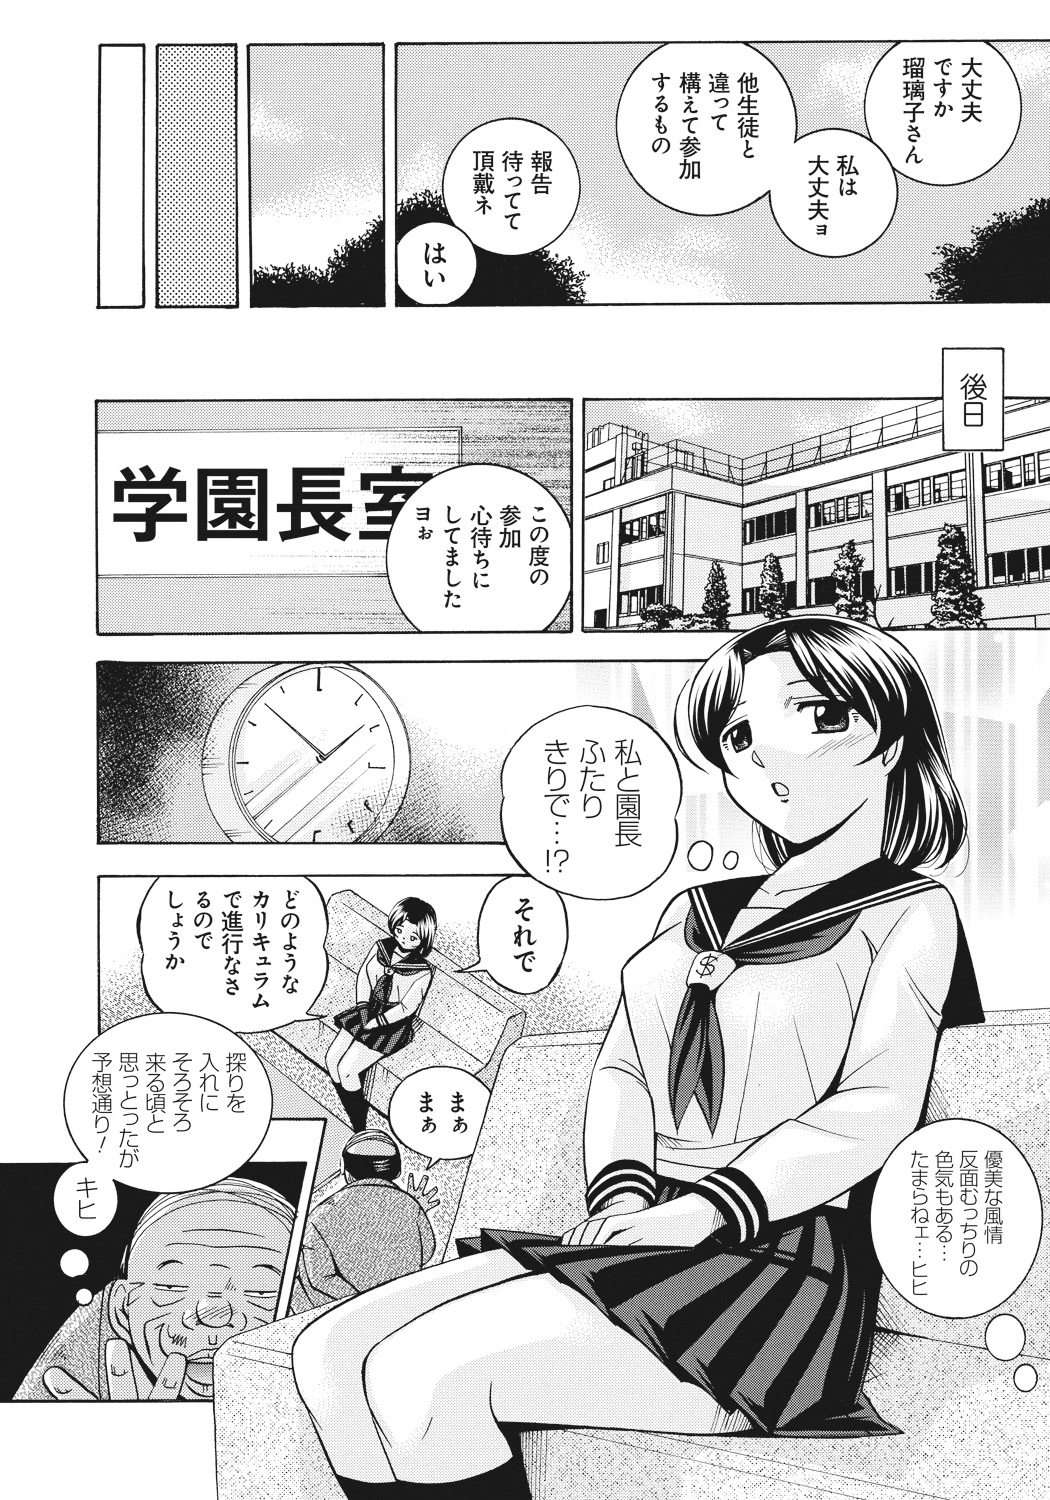 大丈夫
ですか
瑠璃子さん
私は
大丈夫ョ
他生徒と
違って
構えて参加
するもの
報告
待ってて
頂戴ネ
はい
後日
学園長室
この度の
参加
心待ちに
してました
ヨぉ
私と園長
ふたり
きりで…!?
それで
どのような
カリキュラム
で進行なさ
るので
しょうか
まぁ
まぁ
探りを
入れに
そろそろ
来る頃と
思っとったが
予想通り！
キヒ
優美な風情
反面むっちりの
色気もある…
たまらねェ…ヒヒ
$